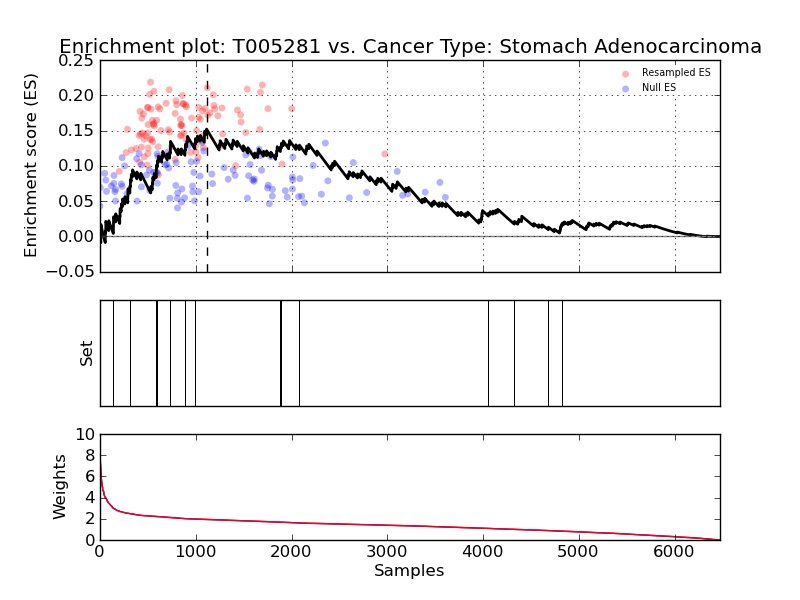 Enrichment plot: T005281 vs. Cancer Type: Stomach Adenocarcinoma
0.25
0.20
0.15
0.10
0.05
0.00
−0.05
Enrichment score (ES)
Resampled ES
Null ES
Set
10
8
6
4
2
0
Weights
0 1000 2000 3000 4000 5000 6000
Samples